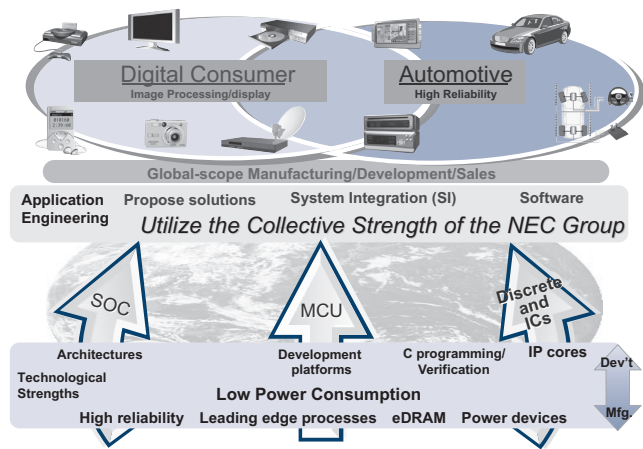 Digital Consumer
Image Processing/display
Automotive
High Reliability
Global-scope Manufacturing/Development/Sales
Application
Engineering
Propose solutions
System Integration (SI)
Software
Utilize the Collective Strength of the NEC Group
SOC
MCU
Discrete
and
ICs
Architectures
Development
platforms
C programming/
Verification
IP cores
Technological
Strengths
Low Power Consumption
High reliability
Leading edge processes
eDRAM
Power devices
Dev't
Mfg.